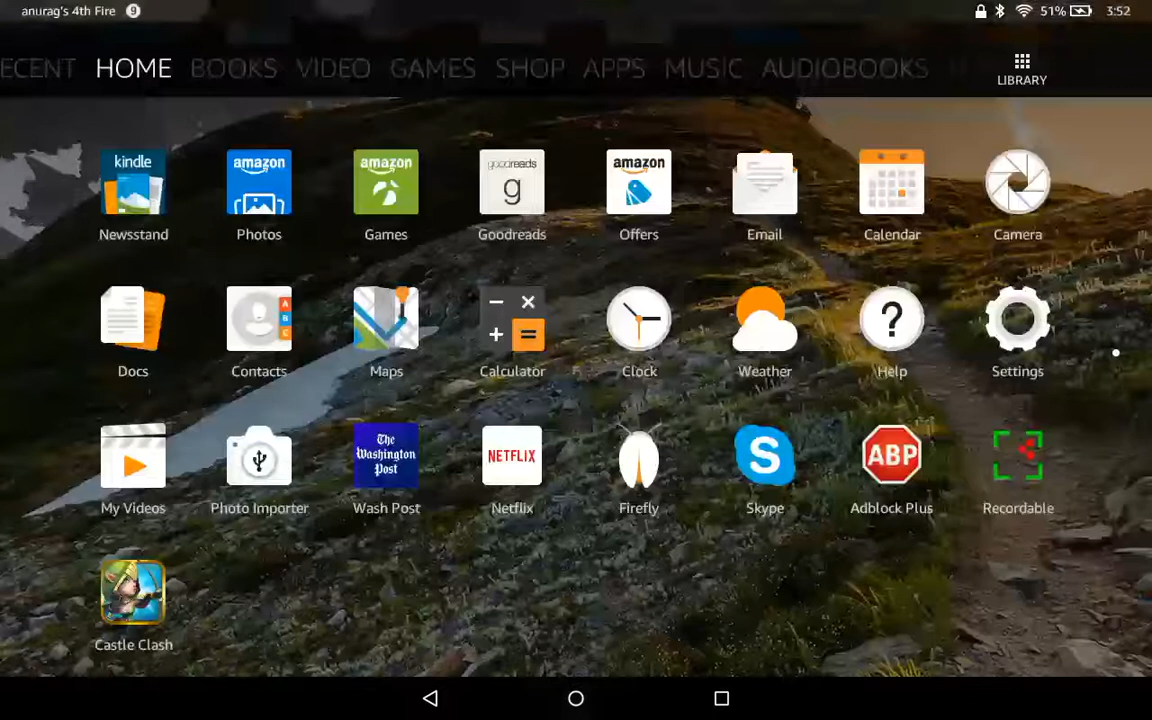 anurag's 4th Fire 9 51% 3:52
ECENT HOME BOOKS VIDEO GAMES SHOP APPS MUSIC AUDIOBOOKS LIBRARY
kindle amazon amazon goodreads g amazon
Newsstand Photos Games Goodreads Offers Email Calendar Camera
A B C − × + = ?
Docs Contacts Maps Calculator Clock Weather Help Settings
The Washington Post NETFLIX S ABP
My Videos Photo Importer Wash Post Netflix Firefly Skype Adblock Plus Recordable
Castle Clash